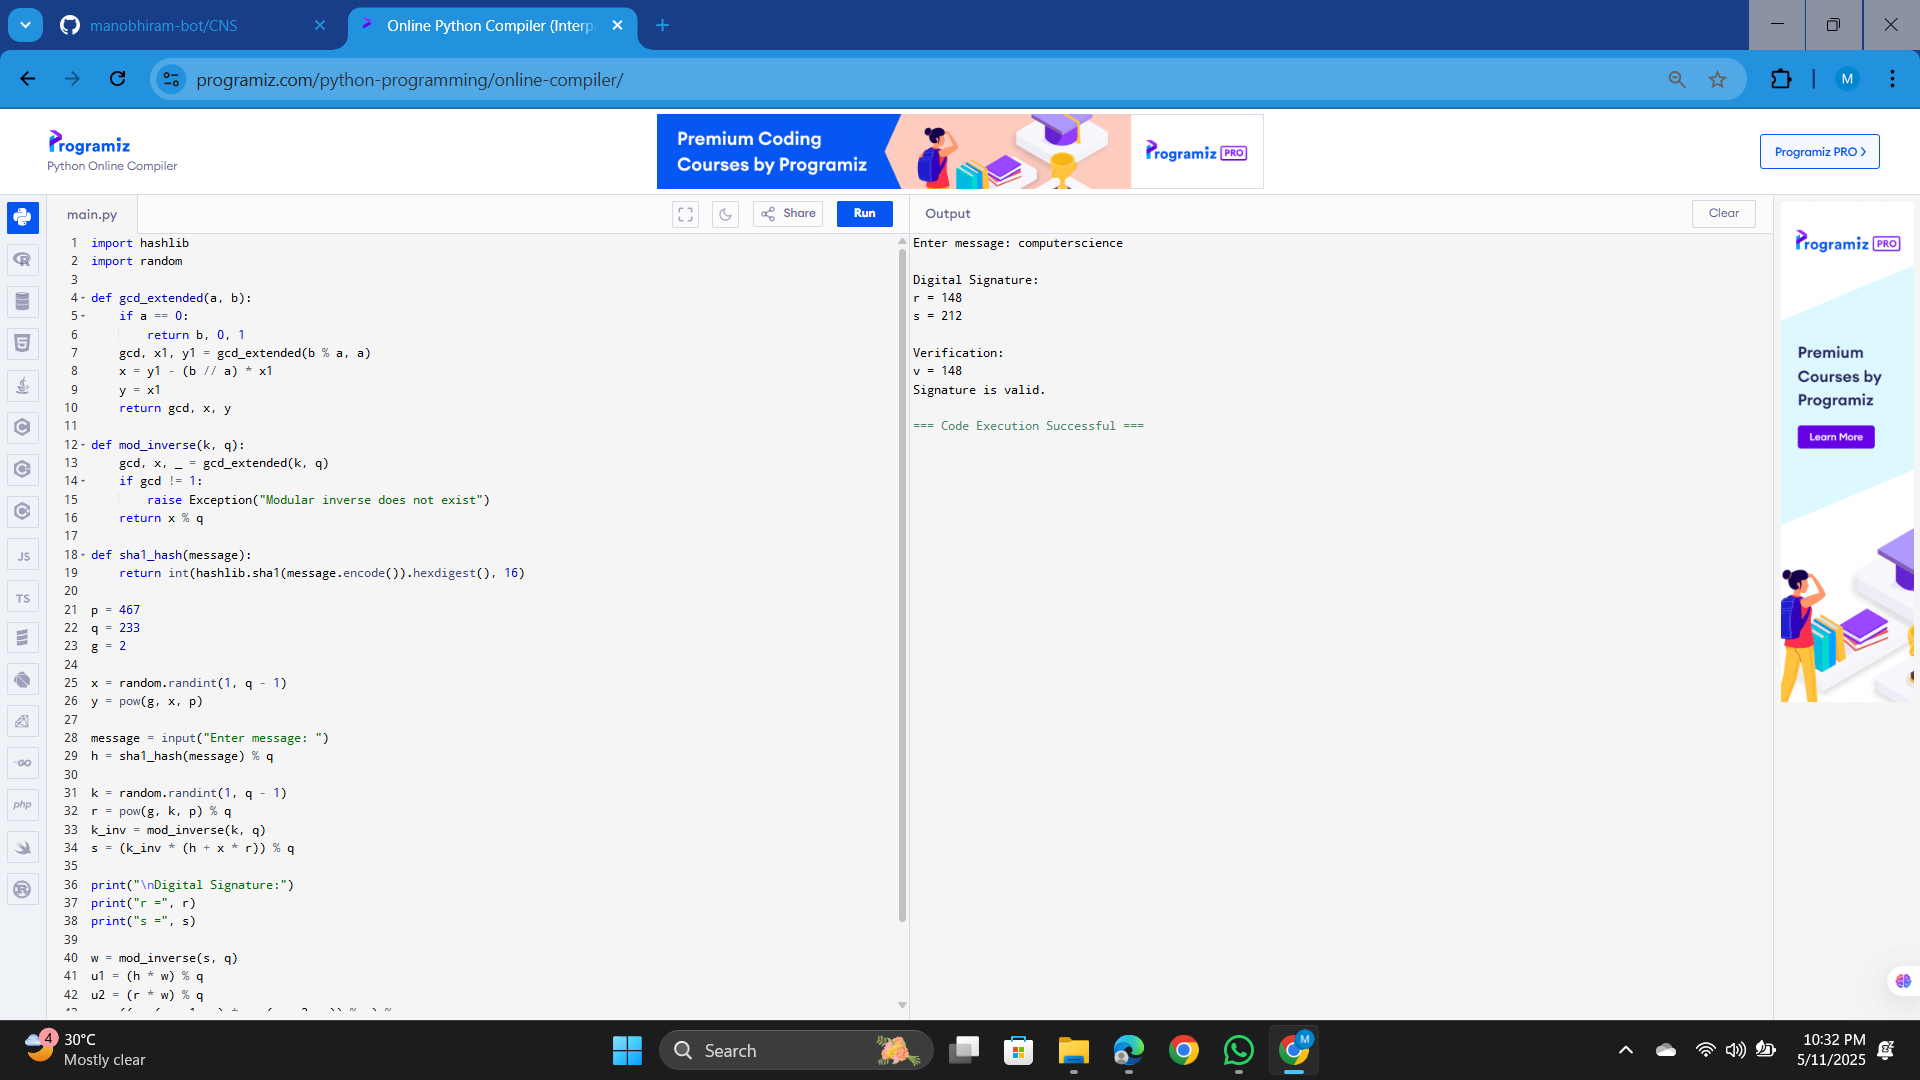 manobhiram-bot/CNS
Online Python Compiler (Interp
programiz.com/python-programming/online-compiler/
M
Programiz
Python Online Compiler
Premium Coding
Courses by Programiz
Programiz PRO
Programiz PRO
main.py
Share
Run
Output
Clear
1 import hashlib
2 import random
3
4 def gcd_extended(a, b):
5     if a == 0:
6         return b, 0, 1
7     gcd, x1, y1 = gcd_extended(b % a, a)
8     x = y1 - (b // a) * x1
9     y = x1
10     return gcd, x, y
11
12 def mod_inverse(k, q):
13     gcd, x, _ = gcd_extended(k, q)
14     if gcd != 1:
15         raise Exception("Modular inverse does not exist")
16     return x % q
17
18 def sha1_hash(message):
19     return int(hashlib.sha1(message.encode()).hexdigest(), 16)
20
21 p = 467
22 q = 233
23 g = 2
24
25 x = random.randint(1, q - 1)
26 y = pow(g, x, p)
27
28 message = input("Enter message: ")
29 h = sha1_hash(message) % q
30
31 k = random.randint(1, q - 1)
32 r = pow(g, k, p) % q
33 k_inv = mod_inverse(k, q)
34 s = (k_inv * (h + x * r)) % q
35
36 print("\nDigital Signature:")
37 print("r =", r)
38 print("s =", s)
39
40 w = mod_inverse(s, q)
41 u1 = (h * w) % q
42 u2 = (r * w) % q
Enter message: computerscience
Digital Signature:
r = 148
s = 212
Verification:
v = 148
Signature is valid.
=== Code Execution Successful ===
Programiz PRO
Premium
Courses by
Programiz
Learn More
JS
TS
GO
php
4
30°C
Mostly clear
Search
M
10:32 PM
5/11/2025